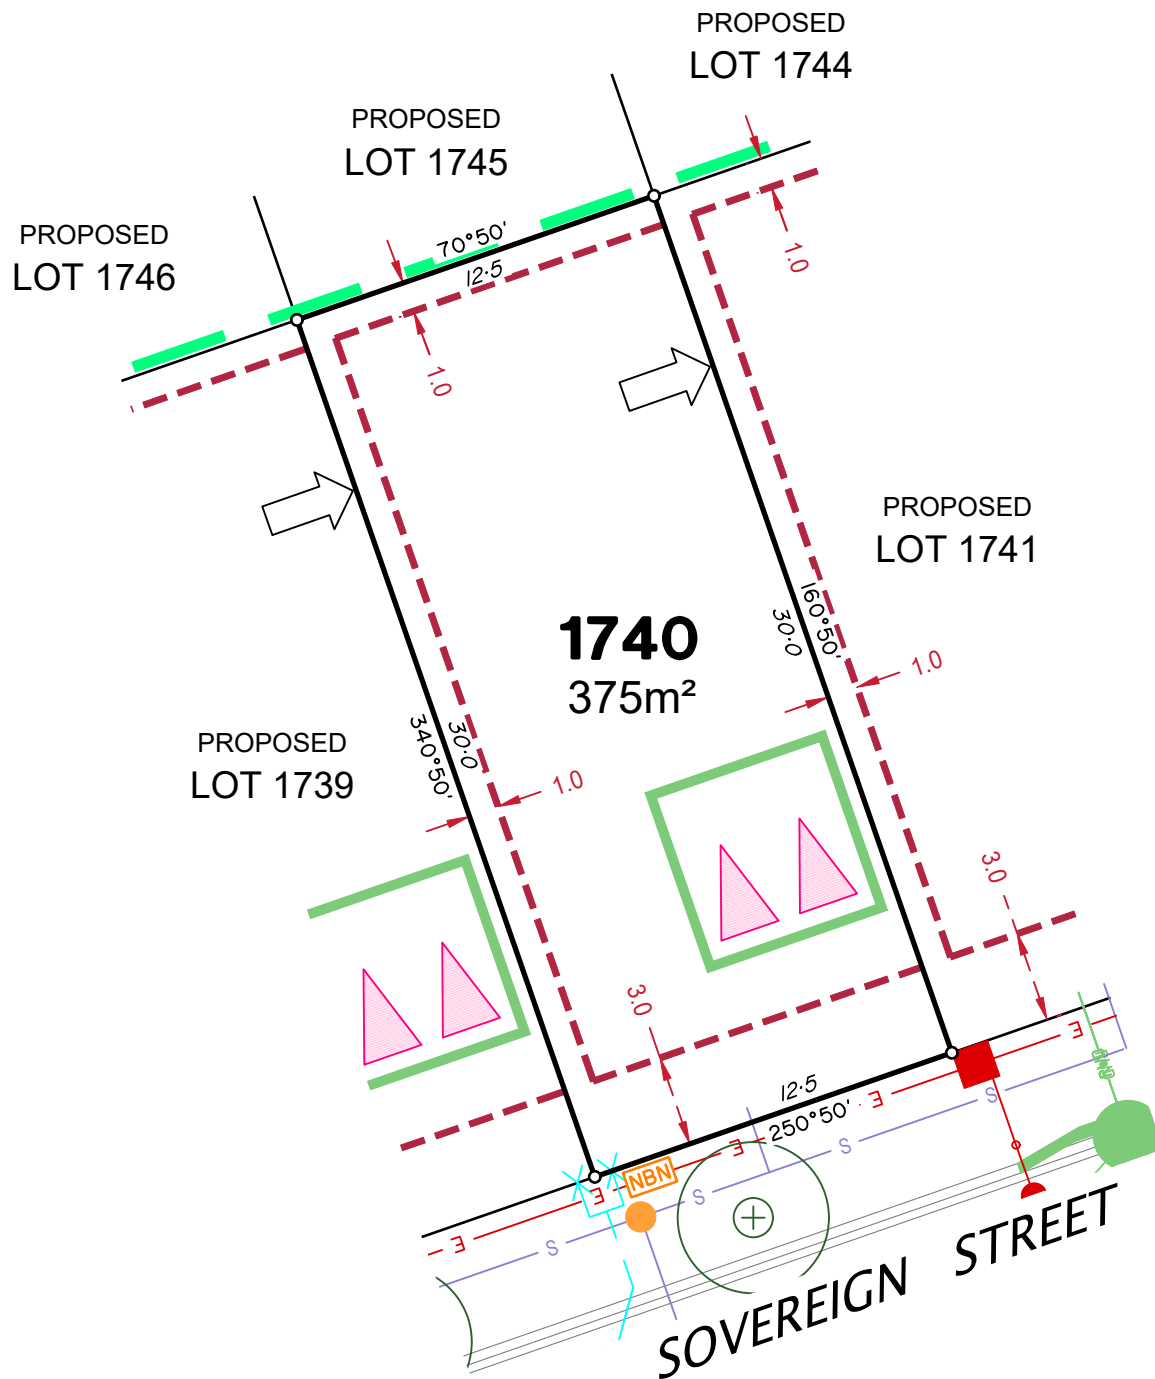 PROPOSED
LOT 1744
PROPOSED
LOT 1745
PROPOSED
LOT 1746
70°50'
12·5
1.0
1.0
PROPOSED
LOT 1741
160°50'
30·0
1740
375m²
1.0
PROPOSED
LOT 1739
340°50'
30·0
1.0
3.0
3.0
12·5
250°50'
E
E
E
E
E
S
S
S
S
NBN
SOVEREIGN STREET